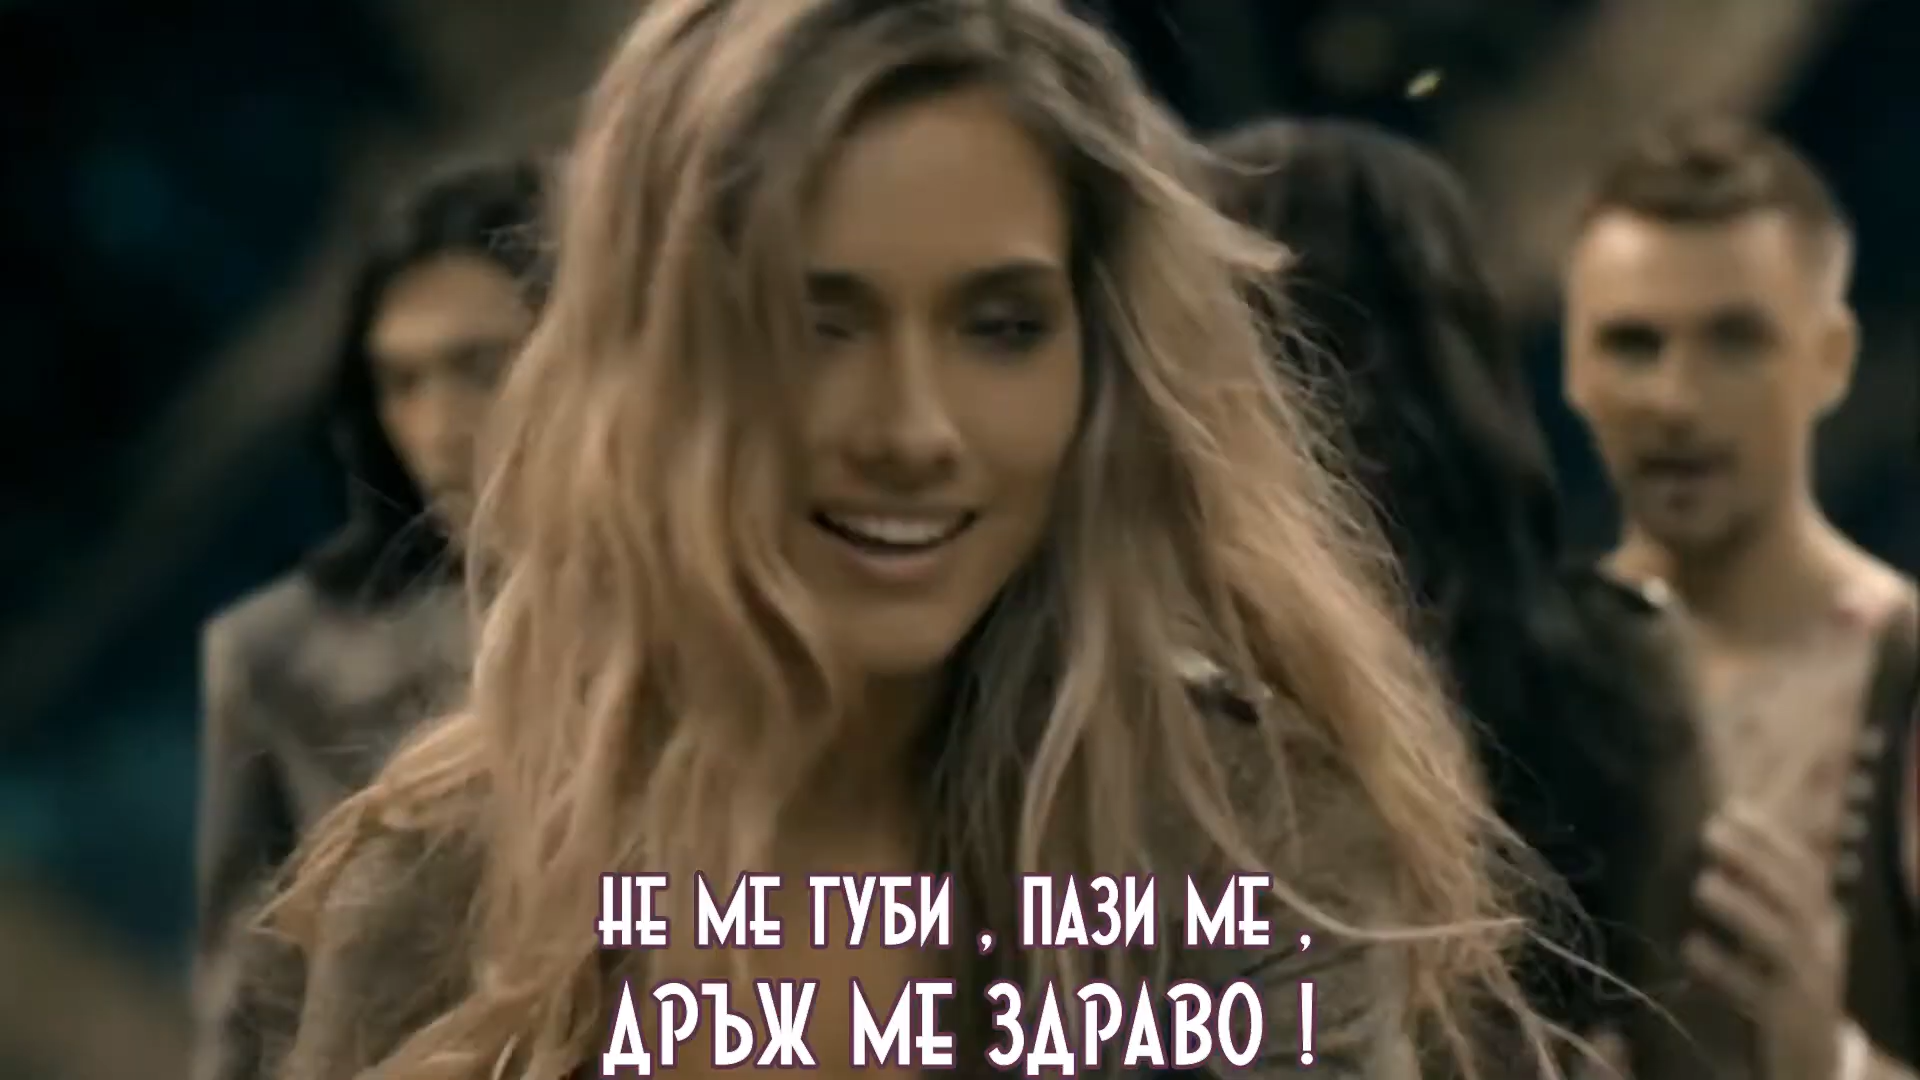 НЕ МЕ ГУБИ , ПАЗИ МЕ ,
ДРЪЖ МЕ ЗДРАВО !